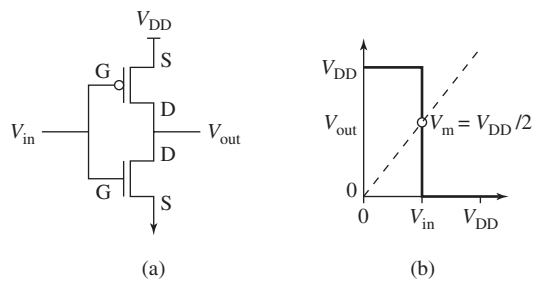 V_DD
S
G
D
V_in
V_out
D
G
S
(a)
V_DD
V_out
V_m = V_DD/2
0
0
V_in
V_DD
(b)